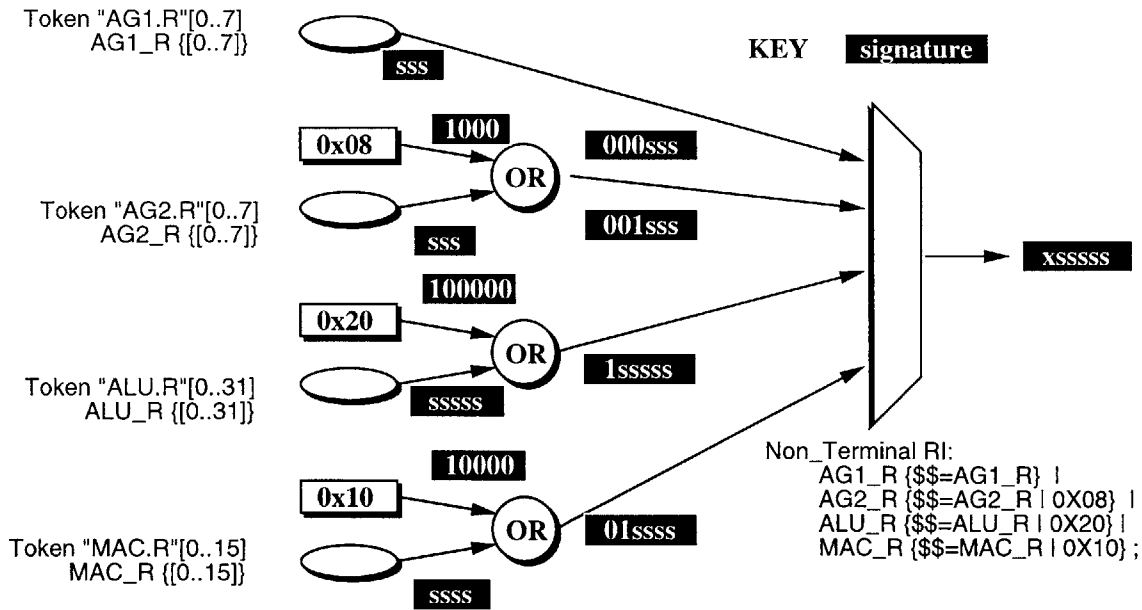 Token "AG1.R"[0..7]
AG1_R {[0..7]}
sss
KEY signature
0x08
1000
OR
000sss
Token "AG2.R"[0..7]
AG2_R {[0..7]}
sss
001sss
xsssss
100000
0x20
OR
Token "ALU.R"[0..31]
ALU_R {[0..31]}
sssss
1sssss
10000
0x10
OR
01ssss
Token "MAC.R"[0..15]
MAC_R {[0..15]}
ssss
Non_Terminal RI:
AG1_R {$$=AG1_R} |
AG2_R {$$=AG2_R | 0X08} |
ALU_R {$$=ALU_R | 0X20} |
MAC_R {$$=MAC_R | 0X10} ;